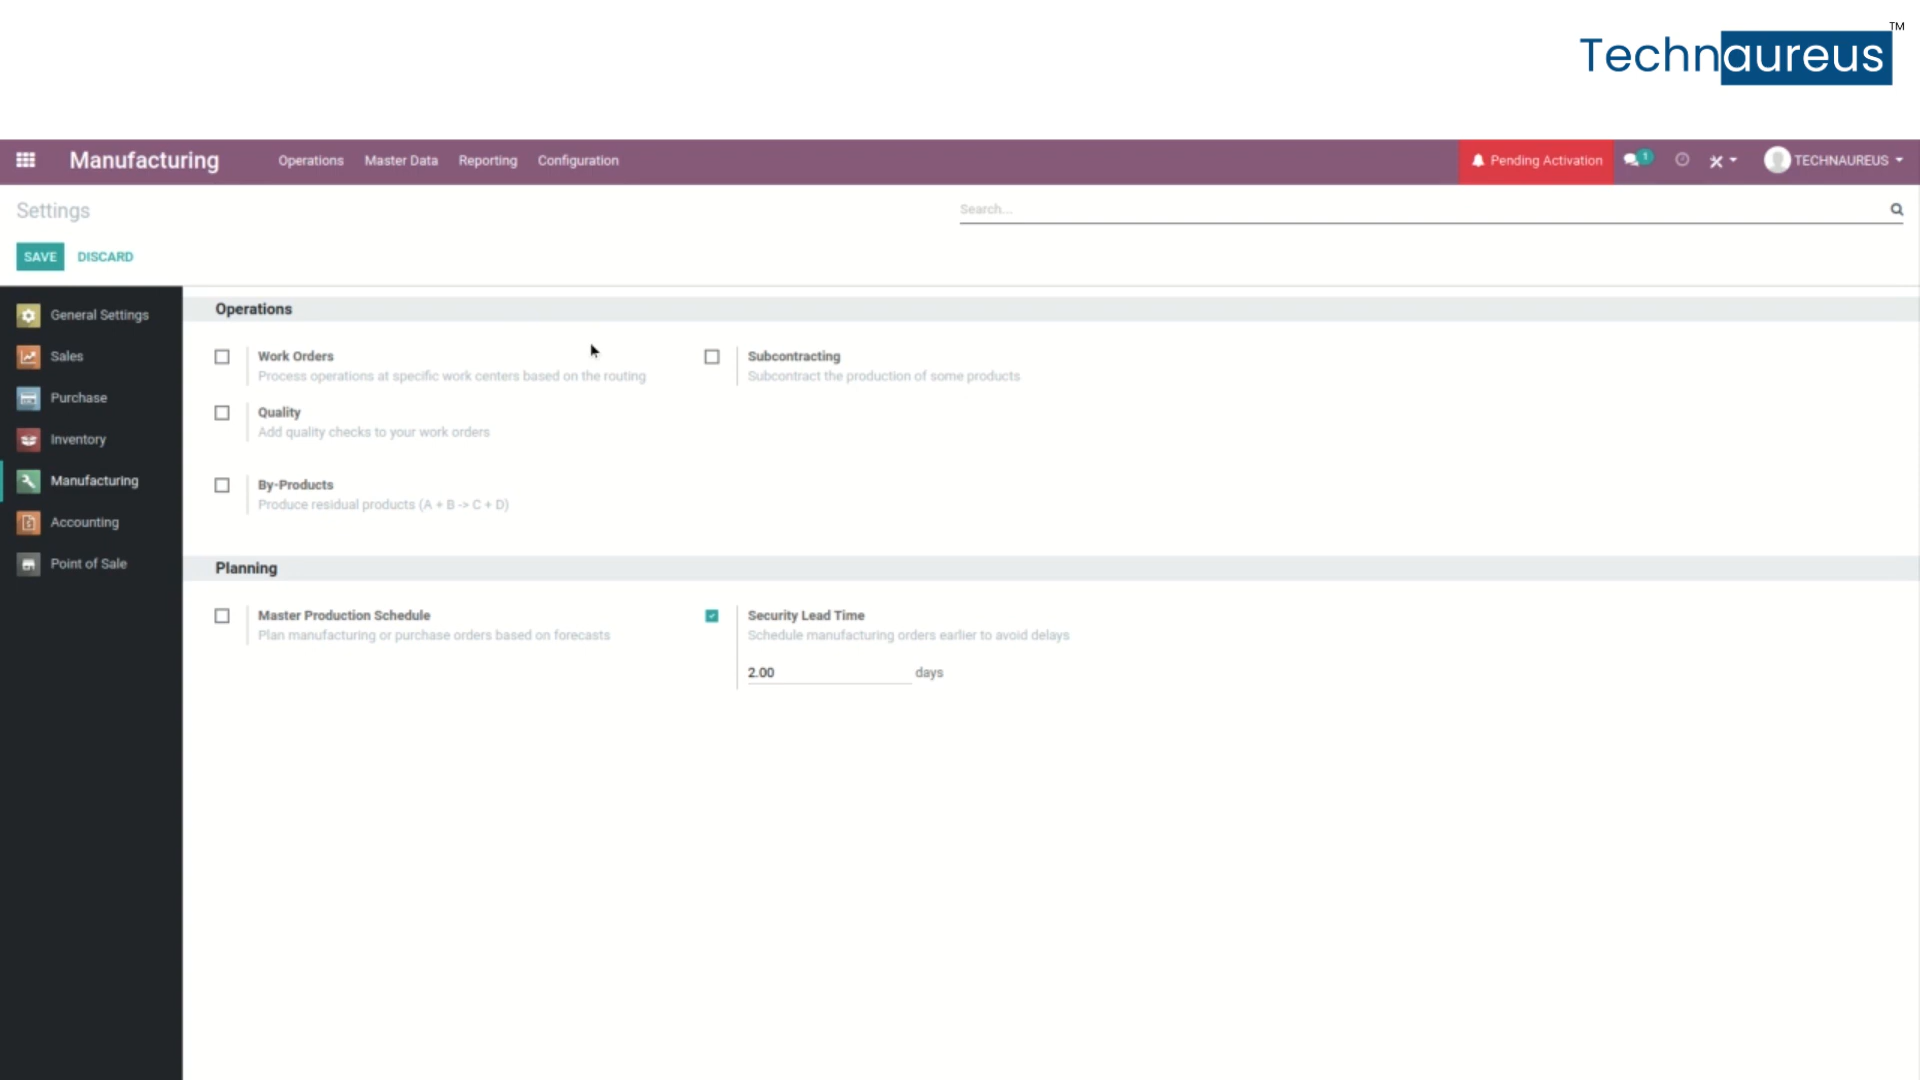 Technaureus™
Manufacturing Operations Master Data Reporting Configuration Pending Activation 1 TECHNAUREUS
Settings
Search...
SAVE DISCARD
General Settings
Sales
Purchase
Inventory
Manufacturing
Accounting
Point of Sale
Operations
Work Orders
Process operations at specific work centers based on the routing
Subcontracting
Subcontract the production of some products
Quality
Add quality checks to your work orders
By-Products
Produce residual products (A + B -> C + D)
Planning
Master Production Schedule
Plan manufacturing or purchase orders based on forecasts
Security Lead Time
Schedule manufacturing orders earlier to avoid delays
2.00 days